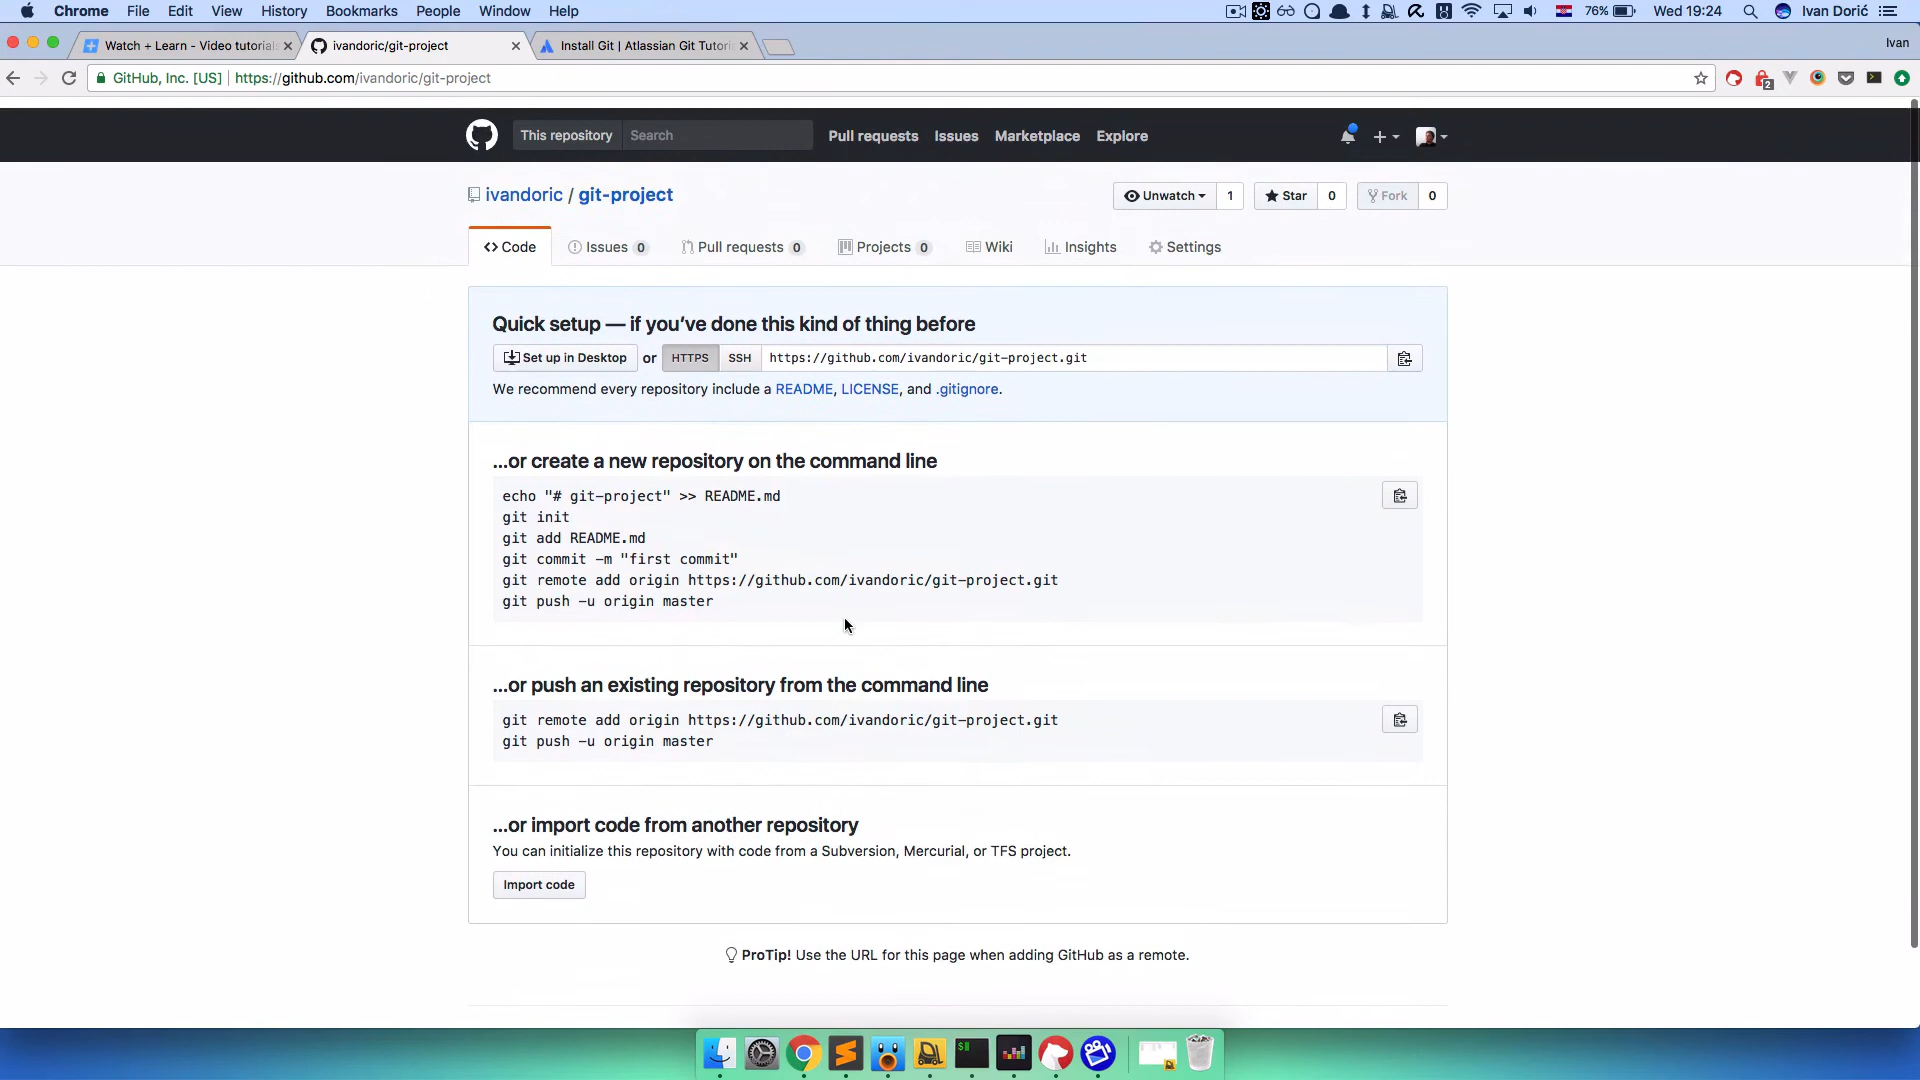 Chrome File Edit View History Bookmarks People Window Help 76% Wed 19:24 Ivan Dorić
Watch + Learn - Video tutorials ivandoric/git-project Install Git | Atlassian Git Tutori Ivan
GitHub, Inc. [US] https://github.com/ivandoric/git-project 2
This repository Search Pull requests Issues Marketplace Explore
ivandoric / git-project Unwatch 1 Star 0 Fork 0
Code Issues 0 Pull requests 0 Projects 0 Wiki Insights Settings
Quick setup — if you’ve done this kind of thing before
Set up in Desktop or HTTPS SSH https://github.com/ivandoric/git-project.git
We recommend every repository include a README, LICENSE, and .gitignore.
…or create a new repository on the command line
echo "# git-project" >> README.md
git init
git add README.md
git commit -m "first commit"
git remote add origin https://github.com/ivandoric/git-project.git
git push -u origin master
…or push an existing repository from the command line
git remote add origin https://github.com/ivandoric/git-project.git
git push -u origin master
…or import code from another repository
You can initialize this repository with code from a Subversion, Mercurial, or TFS project.
Import code
ProTip! Use the URL for this page when adding GitHub as a remote.